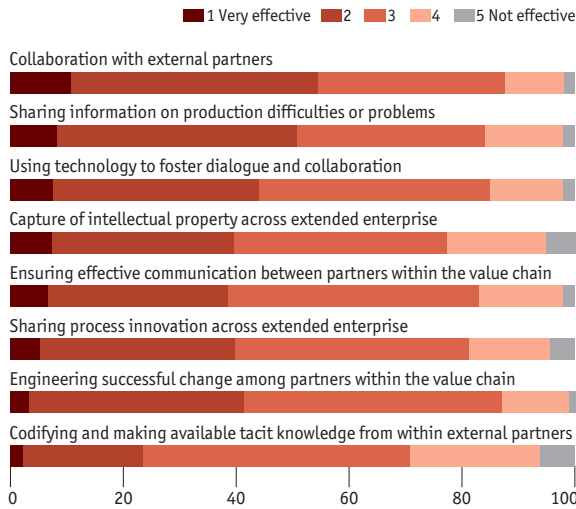 1 Very effective 2 3 4 5 Not effective
Collaboration with external partners
Sharing information on production difficulties or problems
Using technology to foster dialogue and collaboration
Capture of intellectual property across extended enterprise
Ensuring effective communication between partners within the value chain
Sharing process innovation across extended enterprise
Engineering successful change among partners within the value chain
Codifying and making available tacit knowledge from within external partners
0 20 40 60 80 100